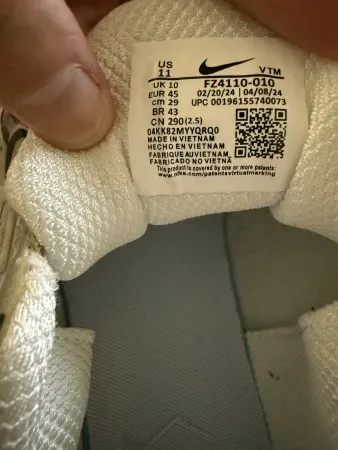 US
11
VTM
UK 10
FZ4110-010
EUR 45
02/20/24 | 04/08/24
cm 29
UPC 00196155740073
BR 43
CN 290(2.5)
04KK82MYYQRQ0
MADE IN VIETNAM
HECHO EN VIETNAM
FABRIQUE AU VIETNAM
FABRICADO NO VIETNÃ
This product is covered by one or more patents:
www.nike.com/patentsvirtualmarking